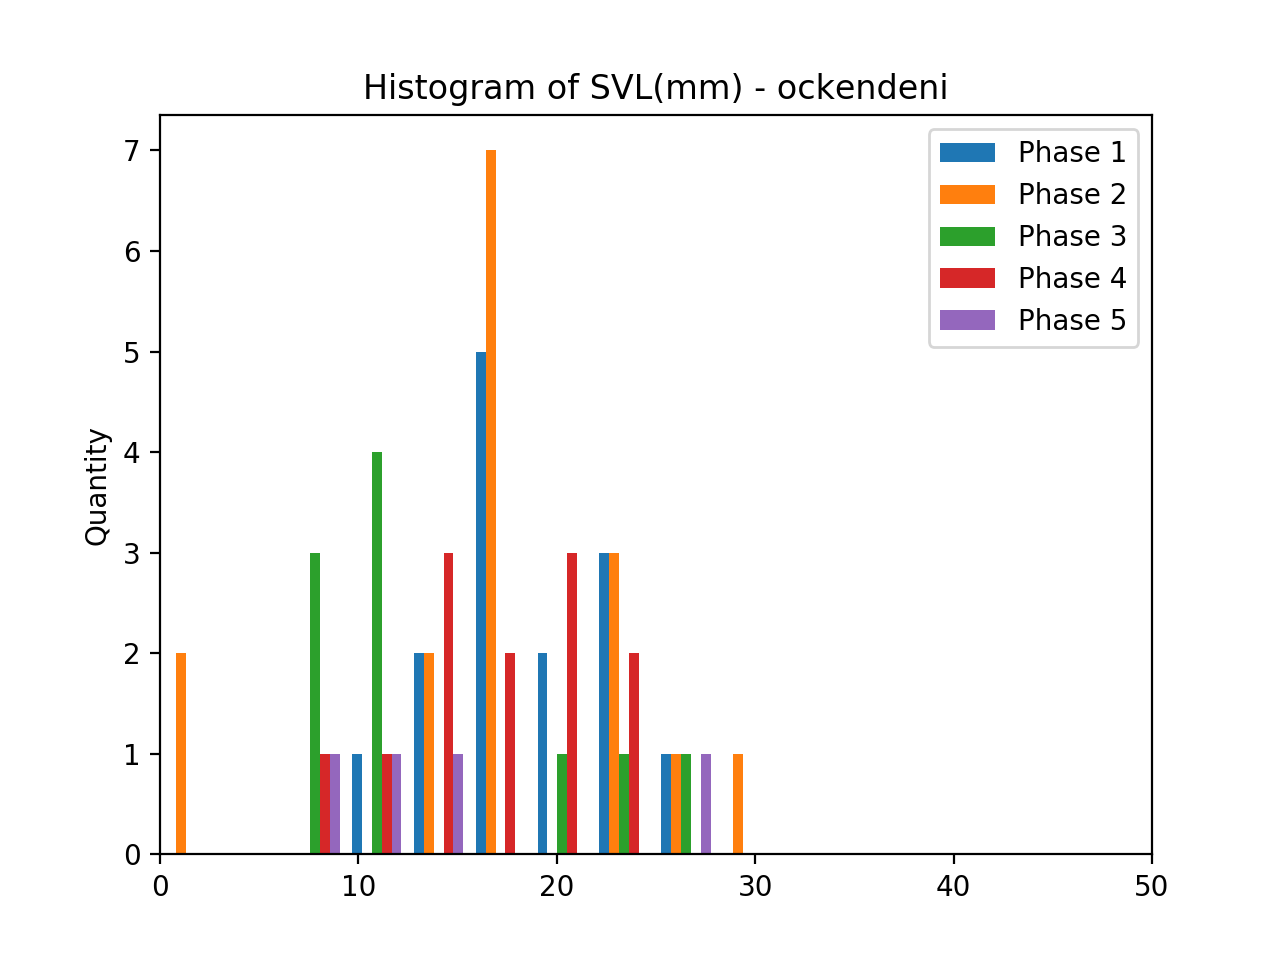 Histogram of SVL(mm) - ockendeni
Phase 1
Phase 2
Phase 3
Phase 4
Phase 5
Quantity
7
6
5
4
3
2
1
0
0 10 20 30 40 50